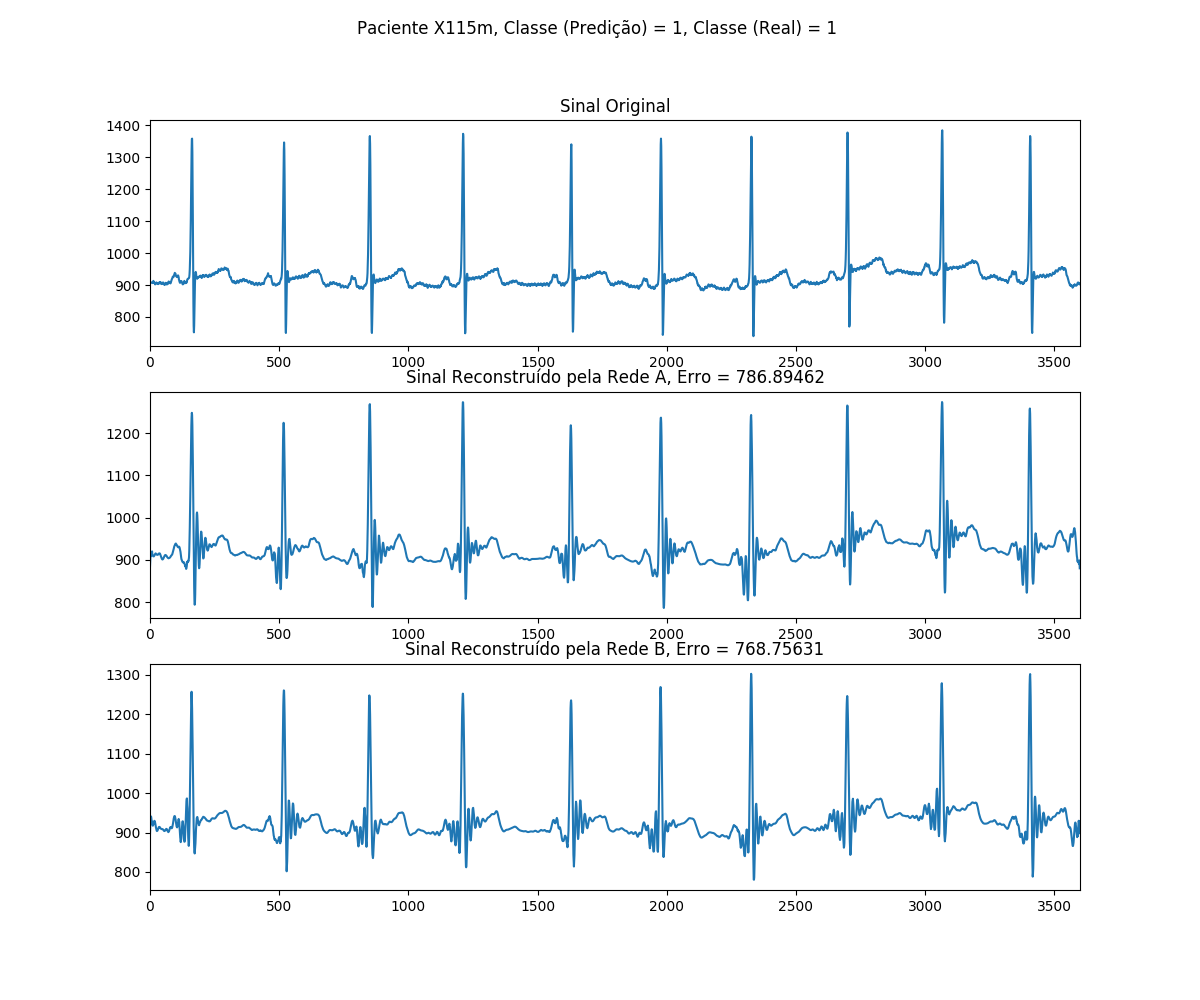 Paciente X115m, Classe (Predição) = 1, Classe (Real) = 1
Sinal Original
1400
1300
1200
1100
1000
900
800
0 500 1000 1500 2000 2500 3000 3500
Sinal Reconstruído pela Rede A, Erro = 786.89462
1200
1100
1000
900
800
0 500 1000 1500 2000 2500 3000 3500
Sinal Reconstruído pela Rede B, Erro = 768.75631
1300
1200
1100
1000
900
800
0 500 1000 1500 2000 2500 3000 3500